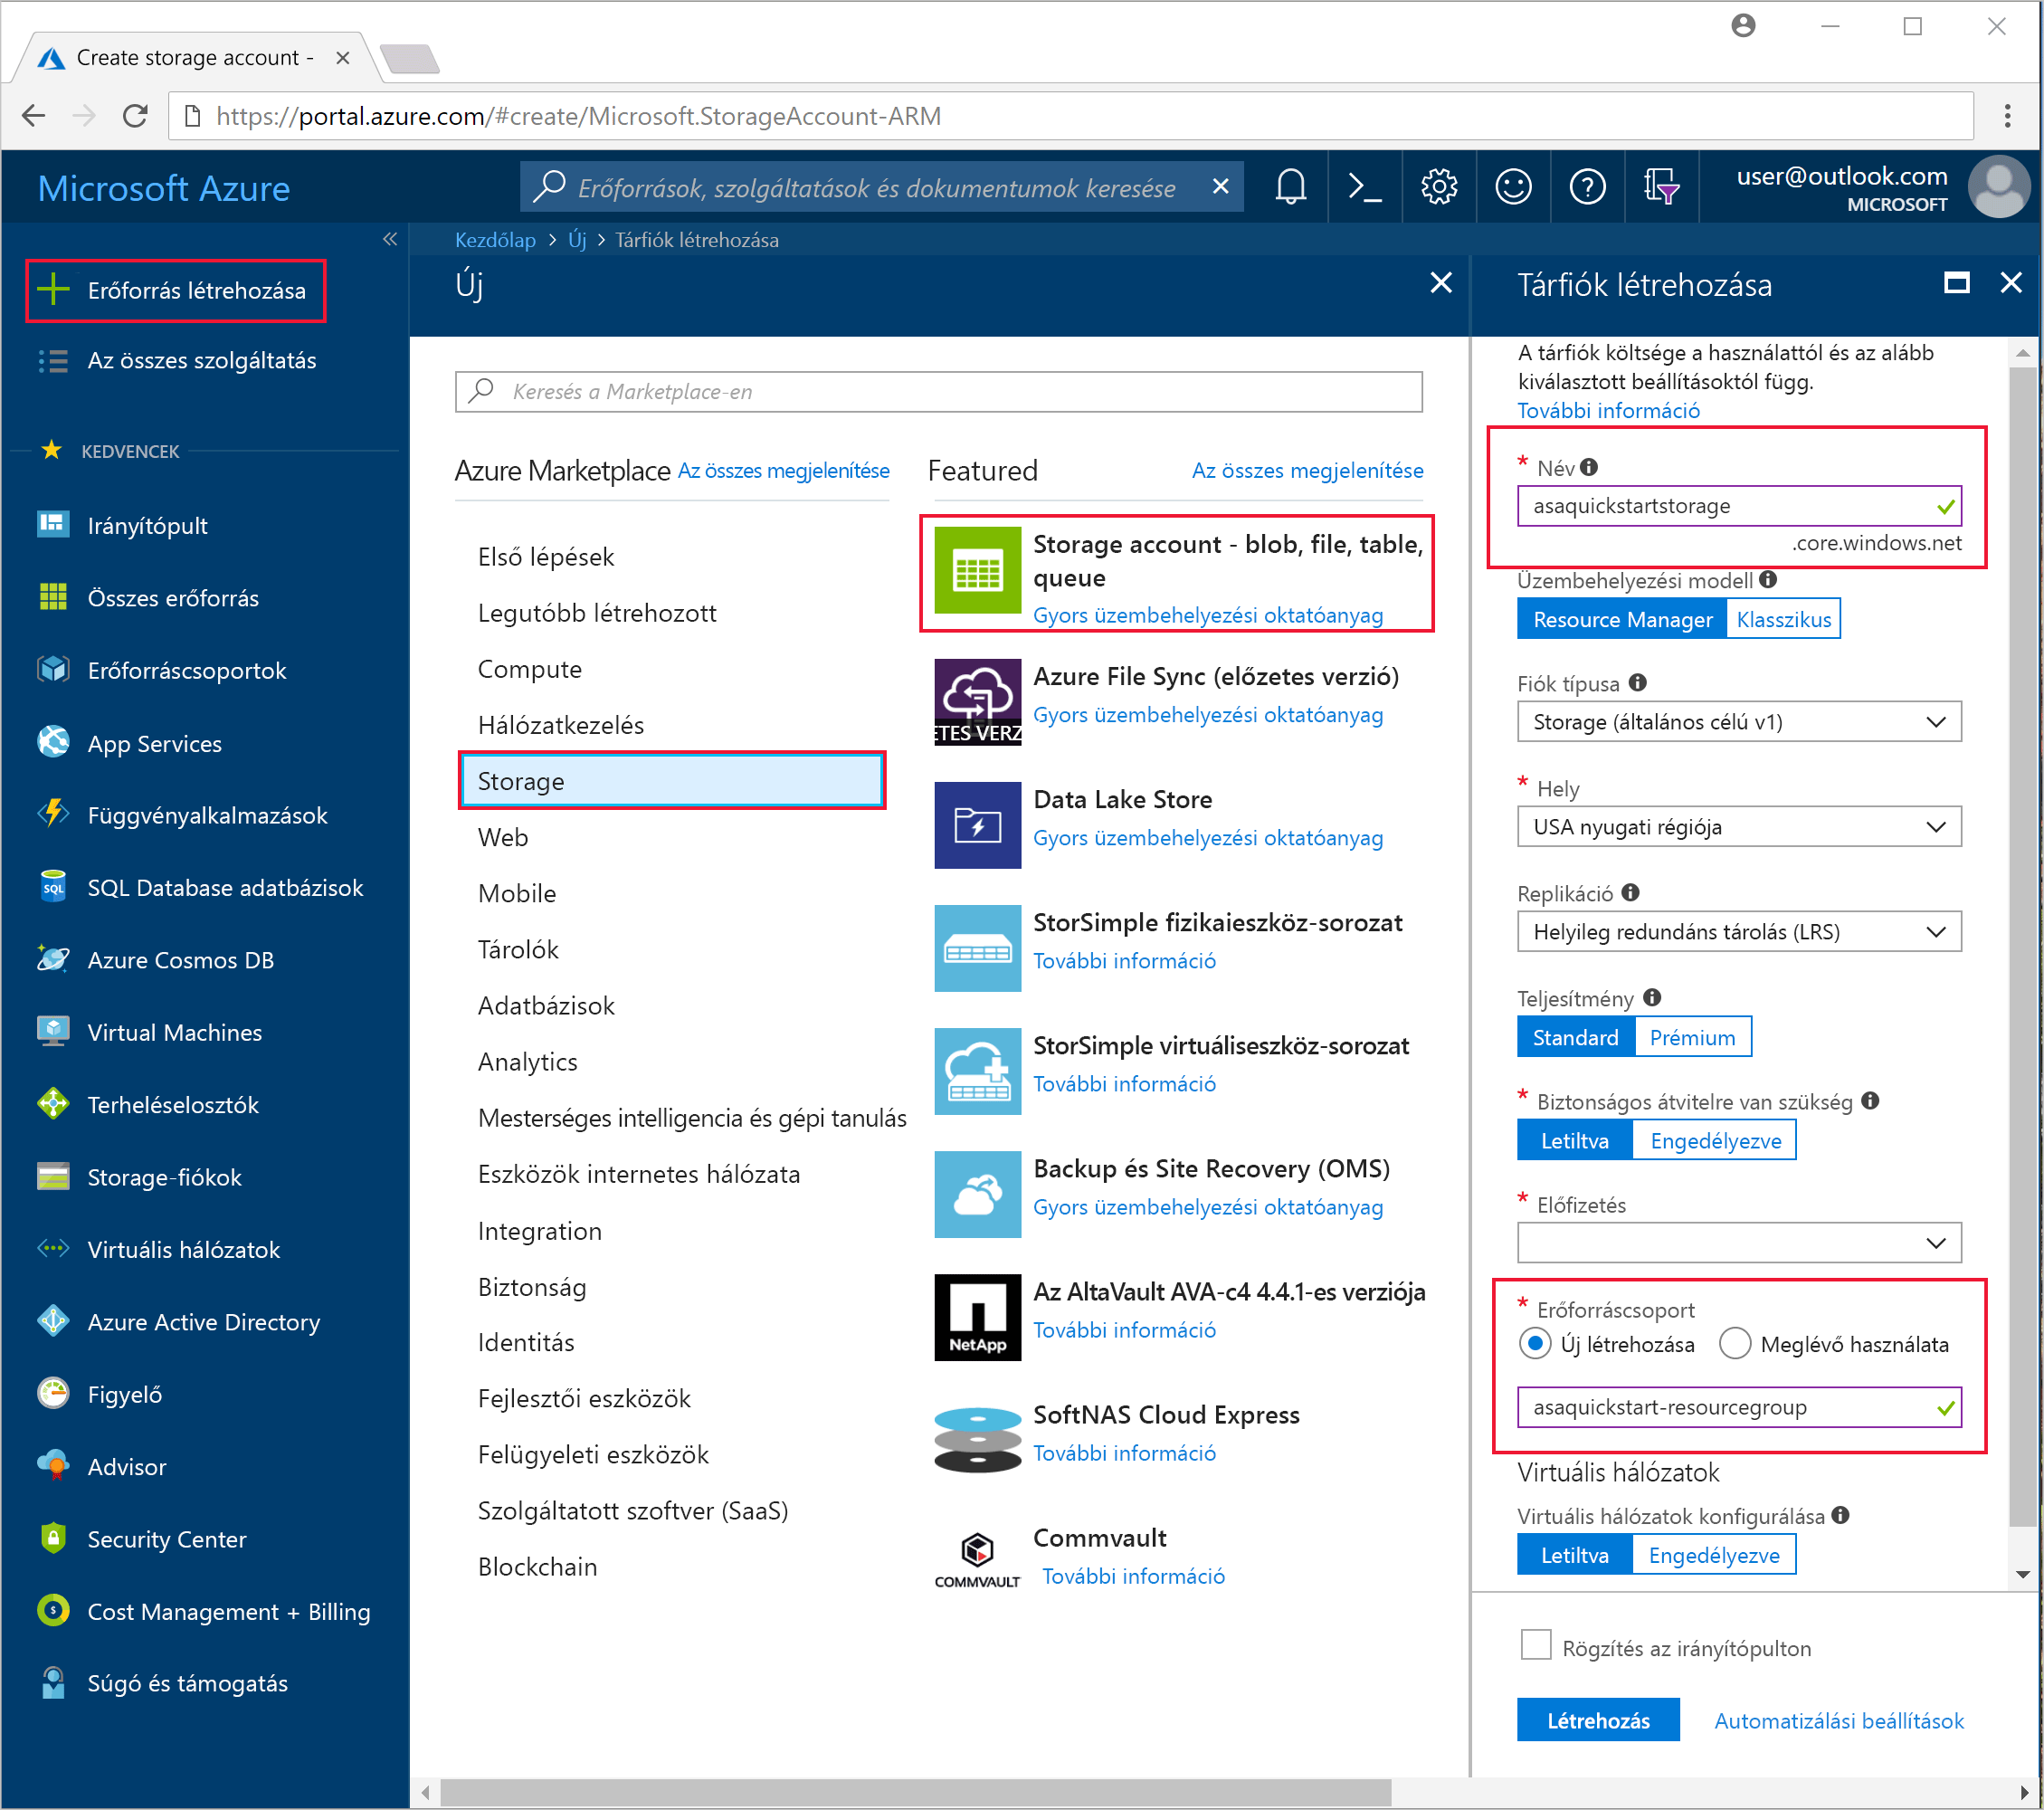 Create storage account -
https://portal.azure.com/#create/Microsoft.StorageAccount-ARM
Microsoft Azure
Erőforrások, szolgáltatások és dokumentumok keresése
user@outlook.com
MICROSOFT
Erőforrás létrehozása
Az összes szolgáltatás
KEDVENCEK
Irányítópult
Összes erőforrás
Erőforráscsoportok
App Services
Függvényalkalmazások
SQL
SQL Database adatbázisok
Azure Cosmos DB
Virtual Machines
Terheléselosztók
Storage-fiókok
Virtuális hálózatok
Azure Active Directory
Figyelő
Advisor
Security Center
Cost Management + Billing
Súgó és támogatás
Kezdőlap > Új > Tárfiók létrehozása
Új
Keresés a Marketplace-en
Azure Marketplace Az összes megjelenítése
Első lépések
Legutóbb létrehozott
Compute
Hálózatkezelés
Storage
Web
Mobile
Tárolók
Adatbázisok
Analytics
Mesterséges intelligencia és gépi tanulás
Eszközök internetes hálózata
Integration
Biztonság
Identitás
Fejlesztői eszközök
Felügyeleti eszközök
Szolgáltatott szoftver (SaaS)
Blockchain
Featured Az összes megjelenítése
Storage account - blob, file, table,
queue
Gyors üzembehelyezési oktatóanyag
Azure File Sync (előzetes verzió)
Gyors üzembehelyezési oktatóanyag
ETES VERZ
Data Lake Store
Gyors üzembehelyezési oktatóanyag
StorSimple fizikaieszköz-sorozat
További információ
StorSimple virtuáliseszköz-sorozat
További információ
Backup és Site Recovery (OMS)
Gyors üzembehelyezési oktatóanyag
Az AltaVault AVA-c4 4.4.1-es verziója
További információ
NetApp
SoftNAS Cloud Express
További információ
Commvault
További információ
COMMVAULT
Tárfiók létrehozása
A tárfiók költsége a használattól és az alább
kiválasztott beállításoktól függ.
További információ
* Név
asaquickstartstorage
.core.windows.net
Üzembehelyezési modell
Resource Manager Klasszikus
Fiók típusa
Storage (általános célú v1)
* Hely
USA nyugati régiója
Replikáció
Helyileg redundáns tárolás (LRS)
Teljesítmény
Standard Prémium
* Biztonságos átvitelre van szükség
Letiltva Engedélyezve
* Előfizetés
* Erőforráscsoport
Új létrehozása Meglévő használata
asaquickstart-resourcegroup
Virtuális hálózatok
Virtuális hálózatok konfigurálása
Letiltva Engedélyezve
Rögzítés az irányítópulton
Létrehozás Automatizálási beállítások